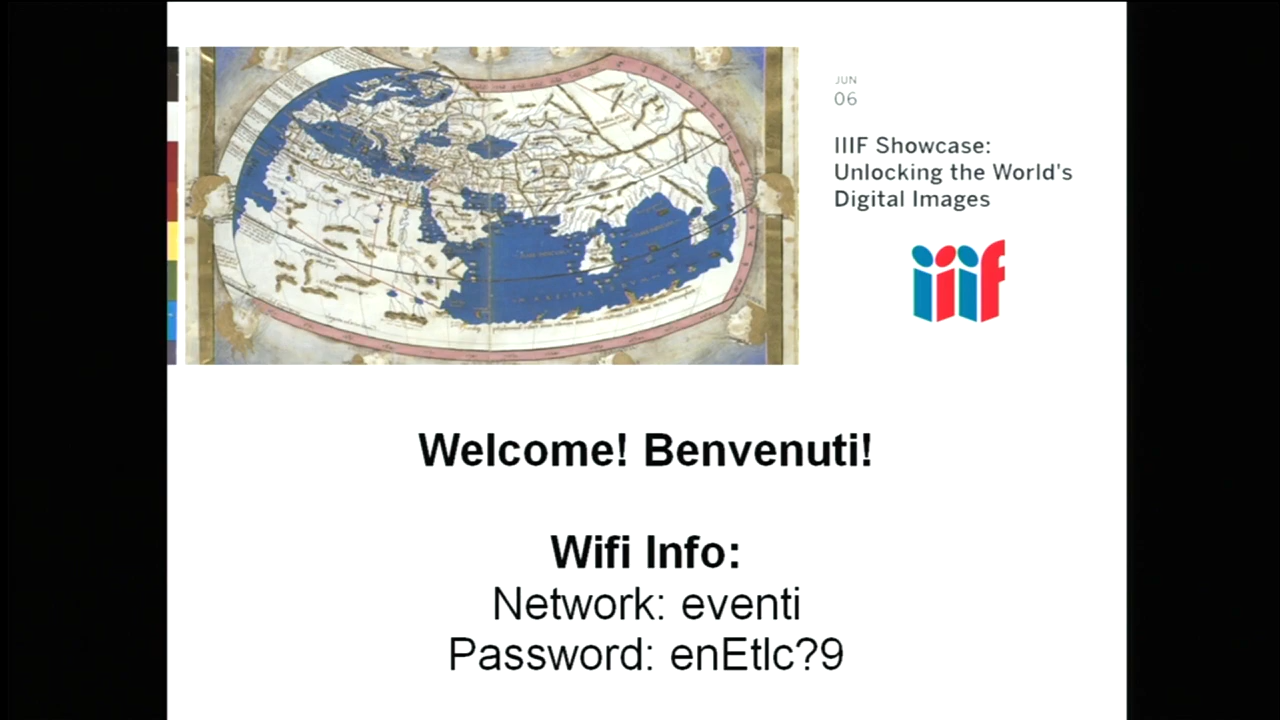 JUN
06
IIIF Showcase:
Unlocking the World's
Digital Images
iiif
Welcome! Benvenuti!
Wifi Info:
Network: eventi
Password: enEtlc?9